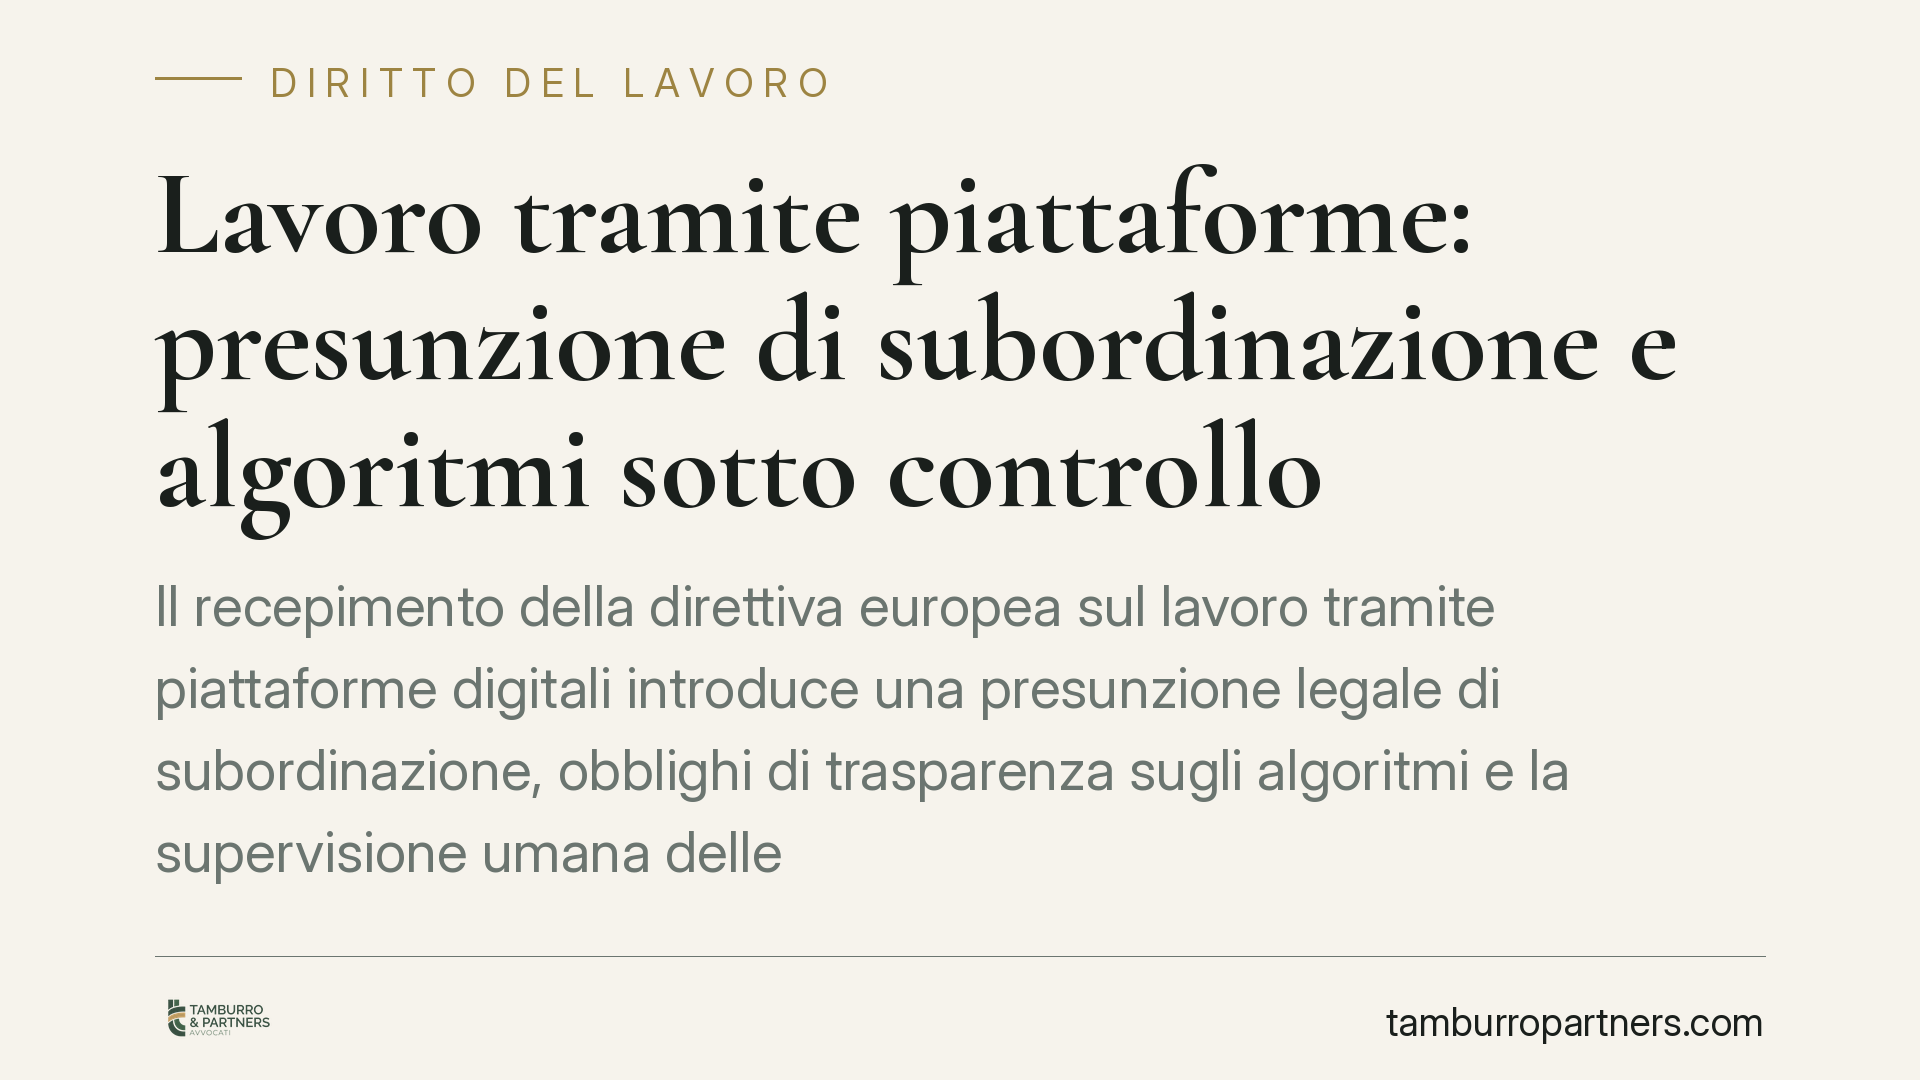 DIRITTO DEL LAVORO
Lavoro tramite piattaforme:
presunzione di subordinazione e
algoritmi sotto controllo
Il recepimento della direttiva europea sul lavoro tramite
piattaforme digitali introduce una presunzione legale di
subordinazione, obblighi di trasparenza sugli algoritmi e la
supervisione umana delle
TAMBURRO
& PARTNERS
AVVOCATI
tamburropartners.com